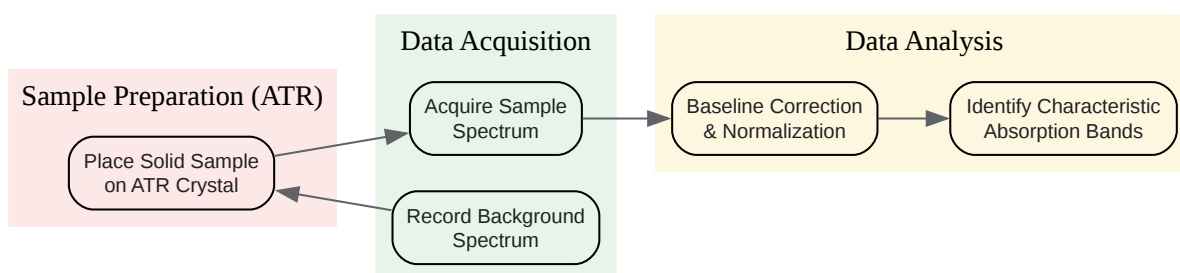 Sample Preparation (ATR)
Place Solid Sample
on ATR Crystal
Data Acquisition
Acquire Sample
Spectrum
Record Background
Spectrum
Data Analysis
Baseline Correction
& Normalization
Identify Characteristic
Absorption Bands